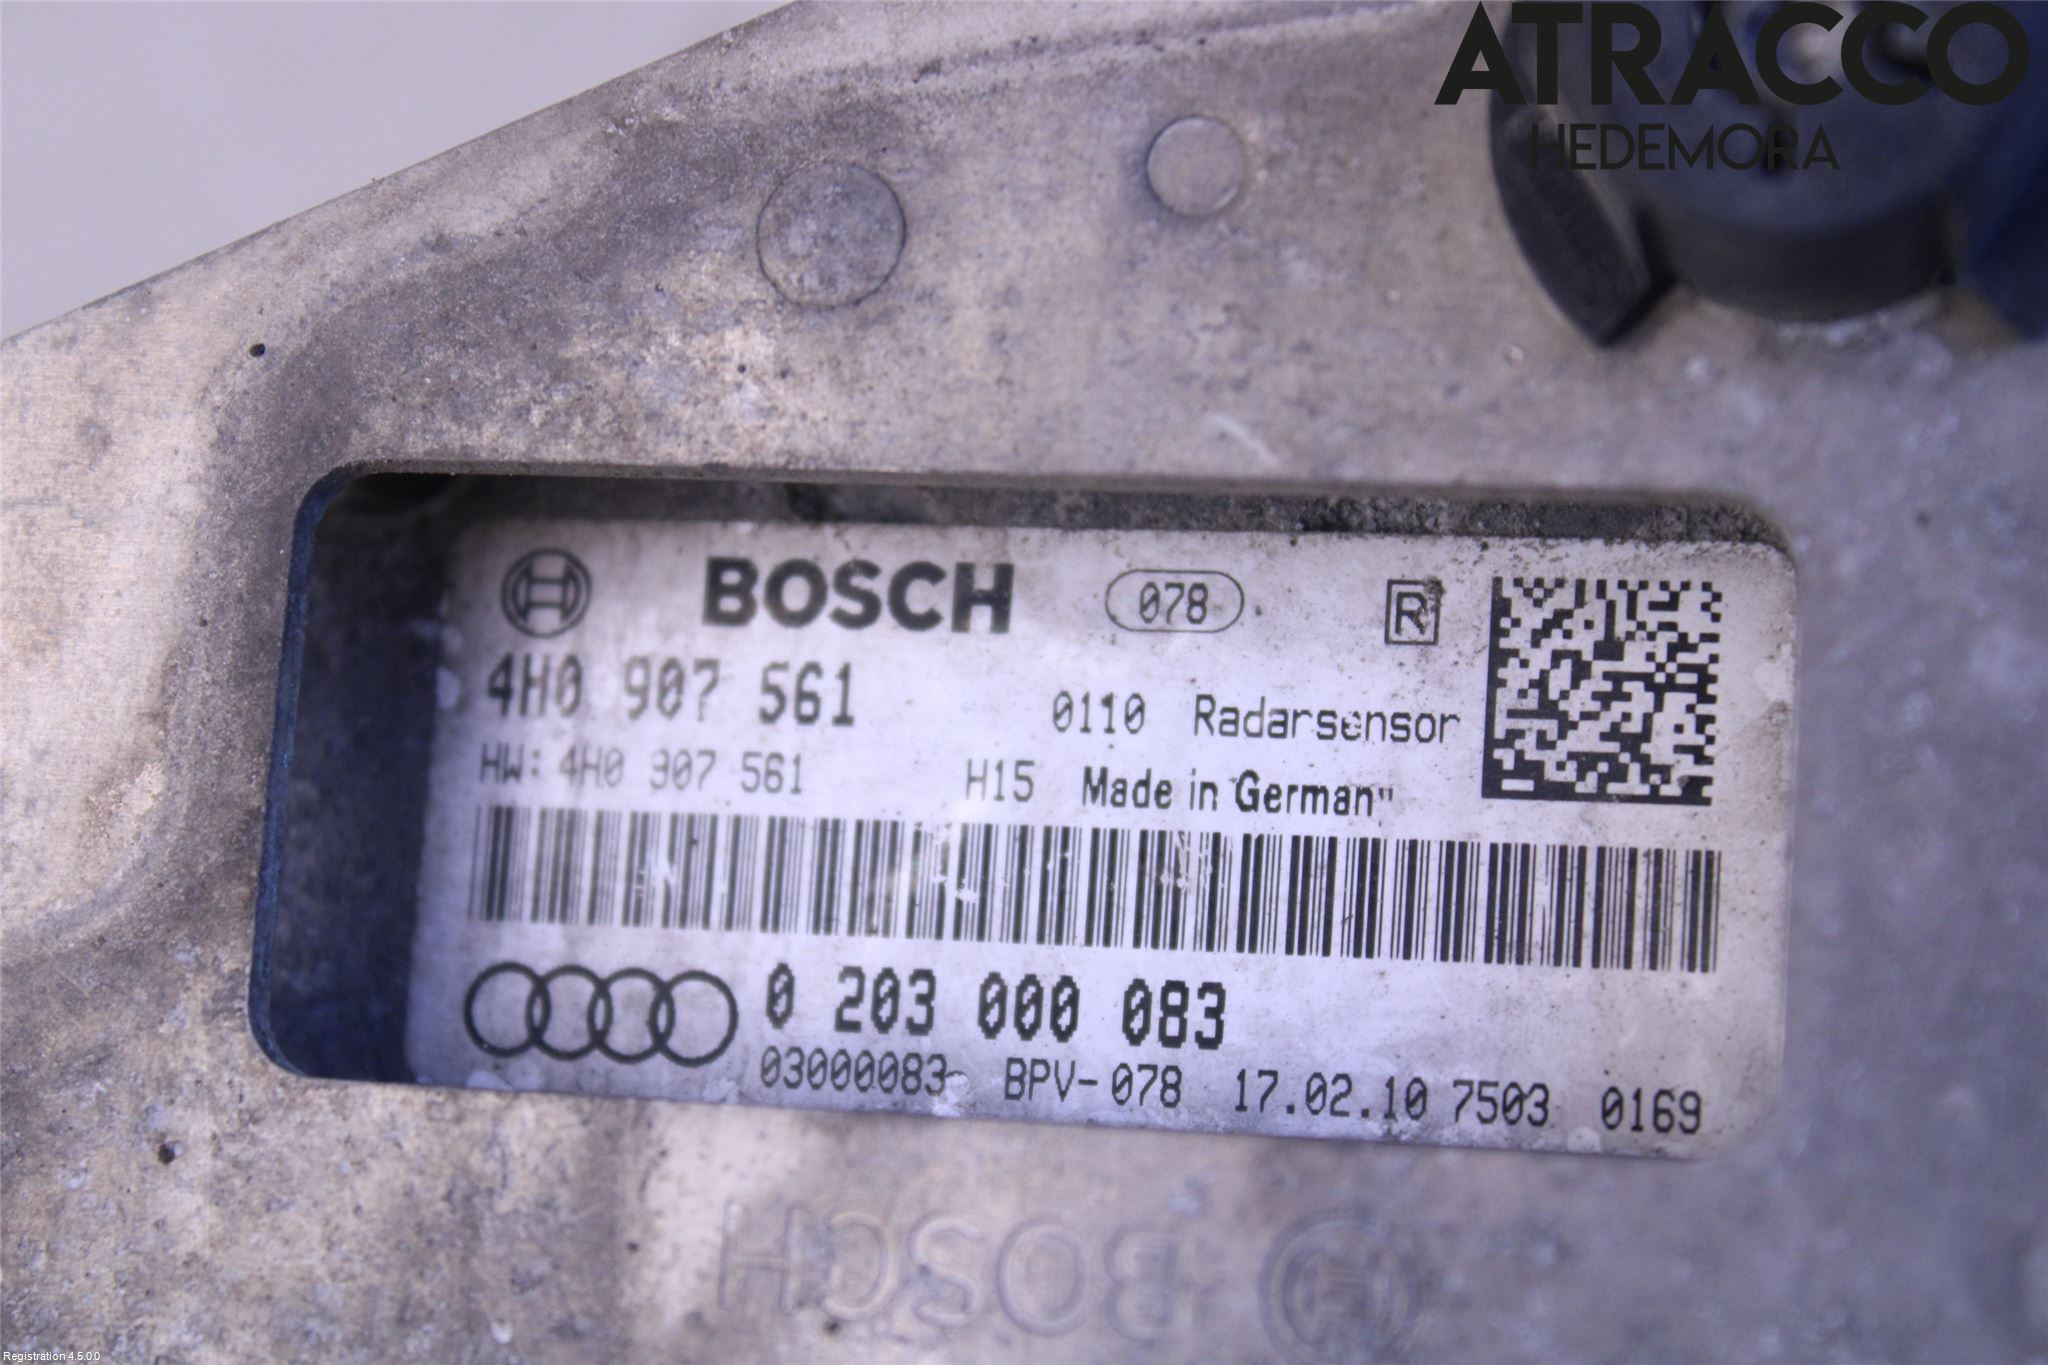 ATRACCO
HEDEMORA
BOSCH 078 R
4H0 907 561 0110 Radarsensor
HW: 4H0 907 561 H15 Made in German
0 203 000 083
03000083 BPV-078 17.02.10 7503 0169
BOSCH
Registration 4.5.0.0